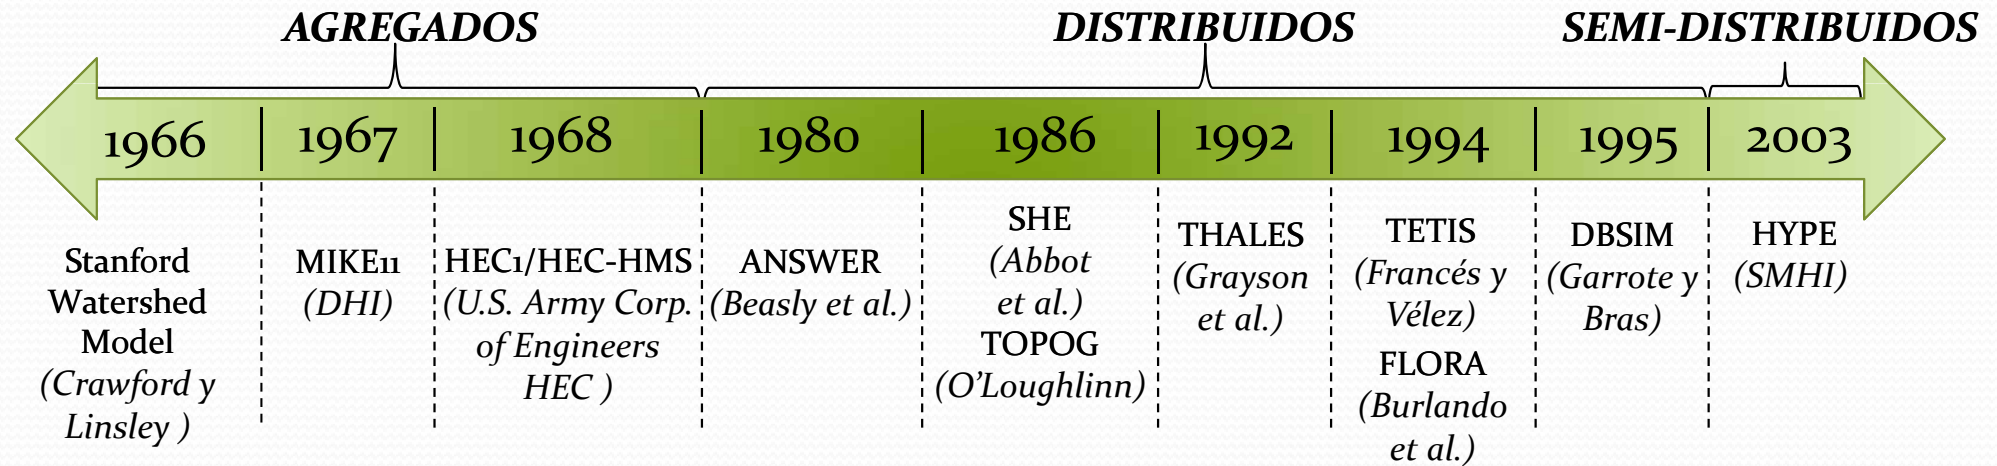 AGREGADOS
DISTRIBUIDOS
SEMI-DISTRIBUIDOS
1966
1967
1968
1980
1986
1992
1994
1995
2003
Stanford
Watershed
Model
(Crawford y
Linsley )
MIKE11
(DHI)
HEC1/HEC-HMS
(U.S. Army Corp.
of Engineers
HEC )
ANSWER
(Beasly et al.)
SHE
(Abbot
et al.)
TOPOG
(O’Loughlinn)
THALES
(Grayson
et al.)
TETIS
(Francés y
Vélez)
FLORA
(Burlando
et al.)
DBSIM
(Garrote y
Bras)
HYPE
(SMHI)